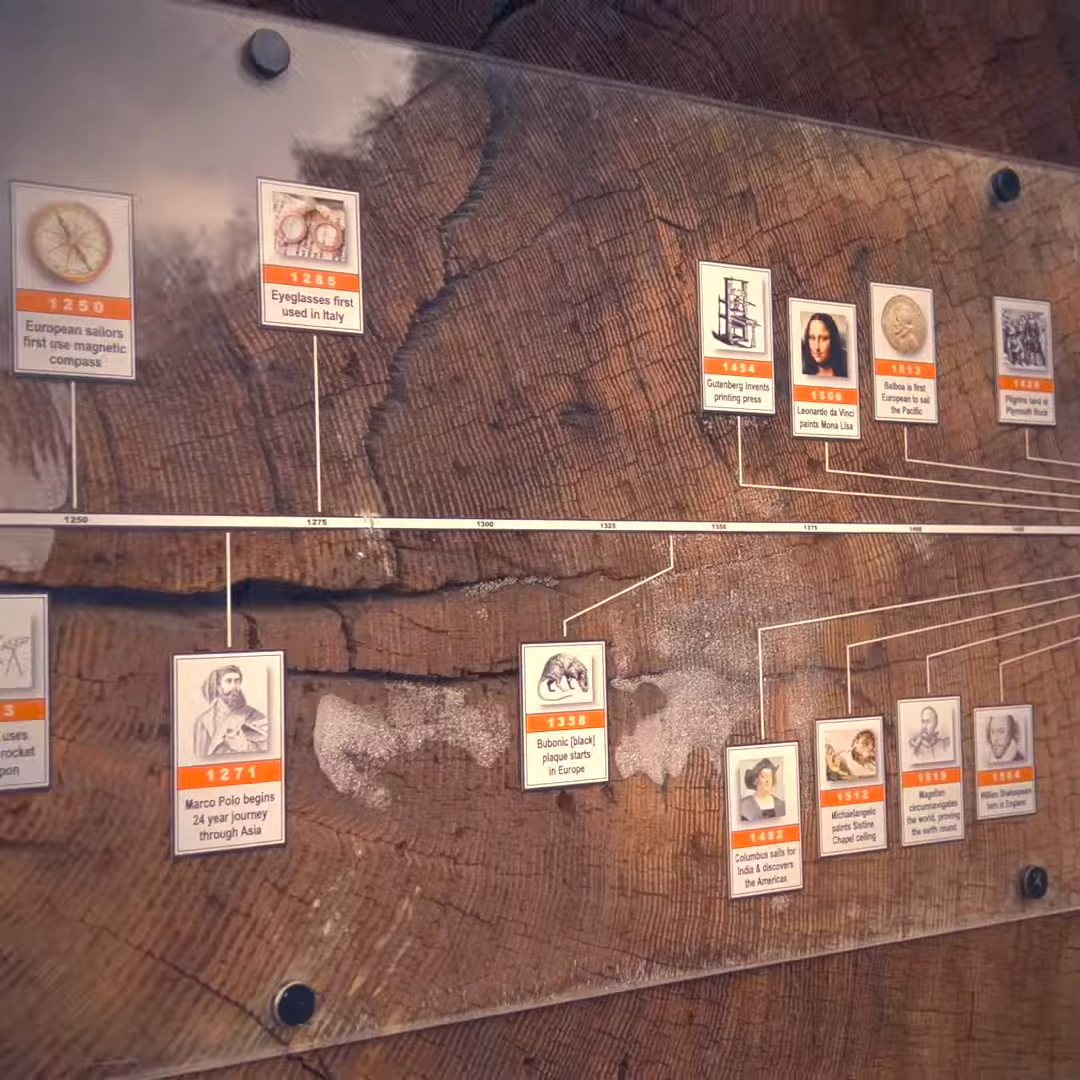 1250
European sailors
first use magnetic
compass
1285
Eyeglasses first
used in Italy
1454
Gutenberg invents
printing press
1506
Leonardo da Vinci
paints Mona Lisa
1513
Balboa is first
European to sail
the Pacific
1620
Pilgrims land at
Plymouth Rock
1250
1275
1300
1325
1350
1375
1400
3
uses
rocket
pon
1271
Marco Polo begins
24 year journey
through Asia
1338
Bubonic [black]
plaque starts
in Europe
1492
Columbus sails for
India & discovers
the Americas
1512
Michaelangelo
paints Sistine
Chapel ceiling
1519
Magellan
circumnavigates
the world, proving
the earth round
1564
William Shakespeare
born in England